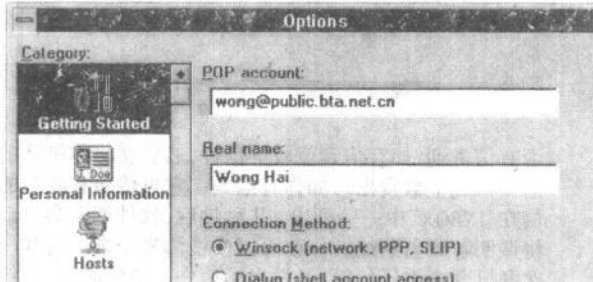 Options
Category:
Getting Started
J. Doe
Personal Information
Hosts
POP account:
wong@public.bta.net.cn
Real name:
Wong Hai
Connection Method:
Winsock (network, PPP, SLIP)
Dialup (shell account access)